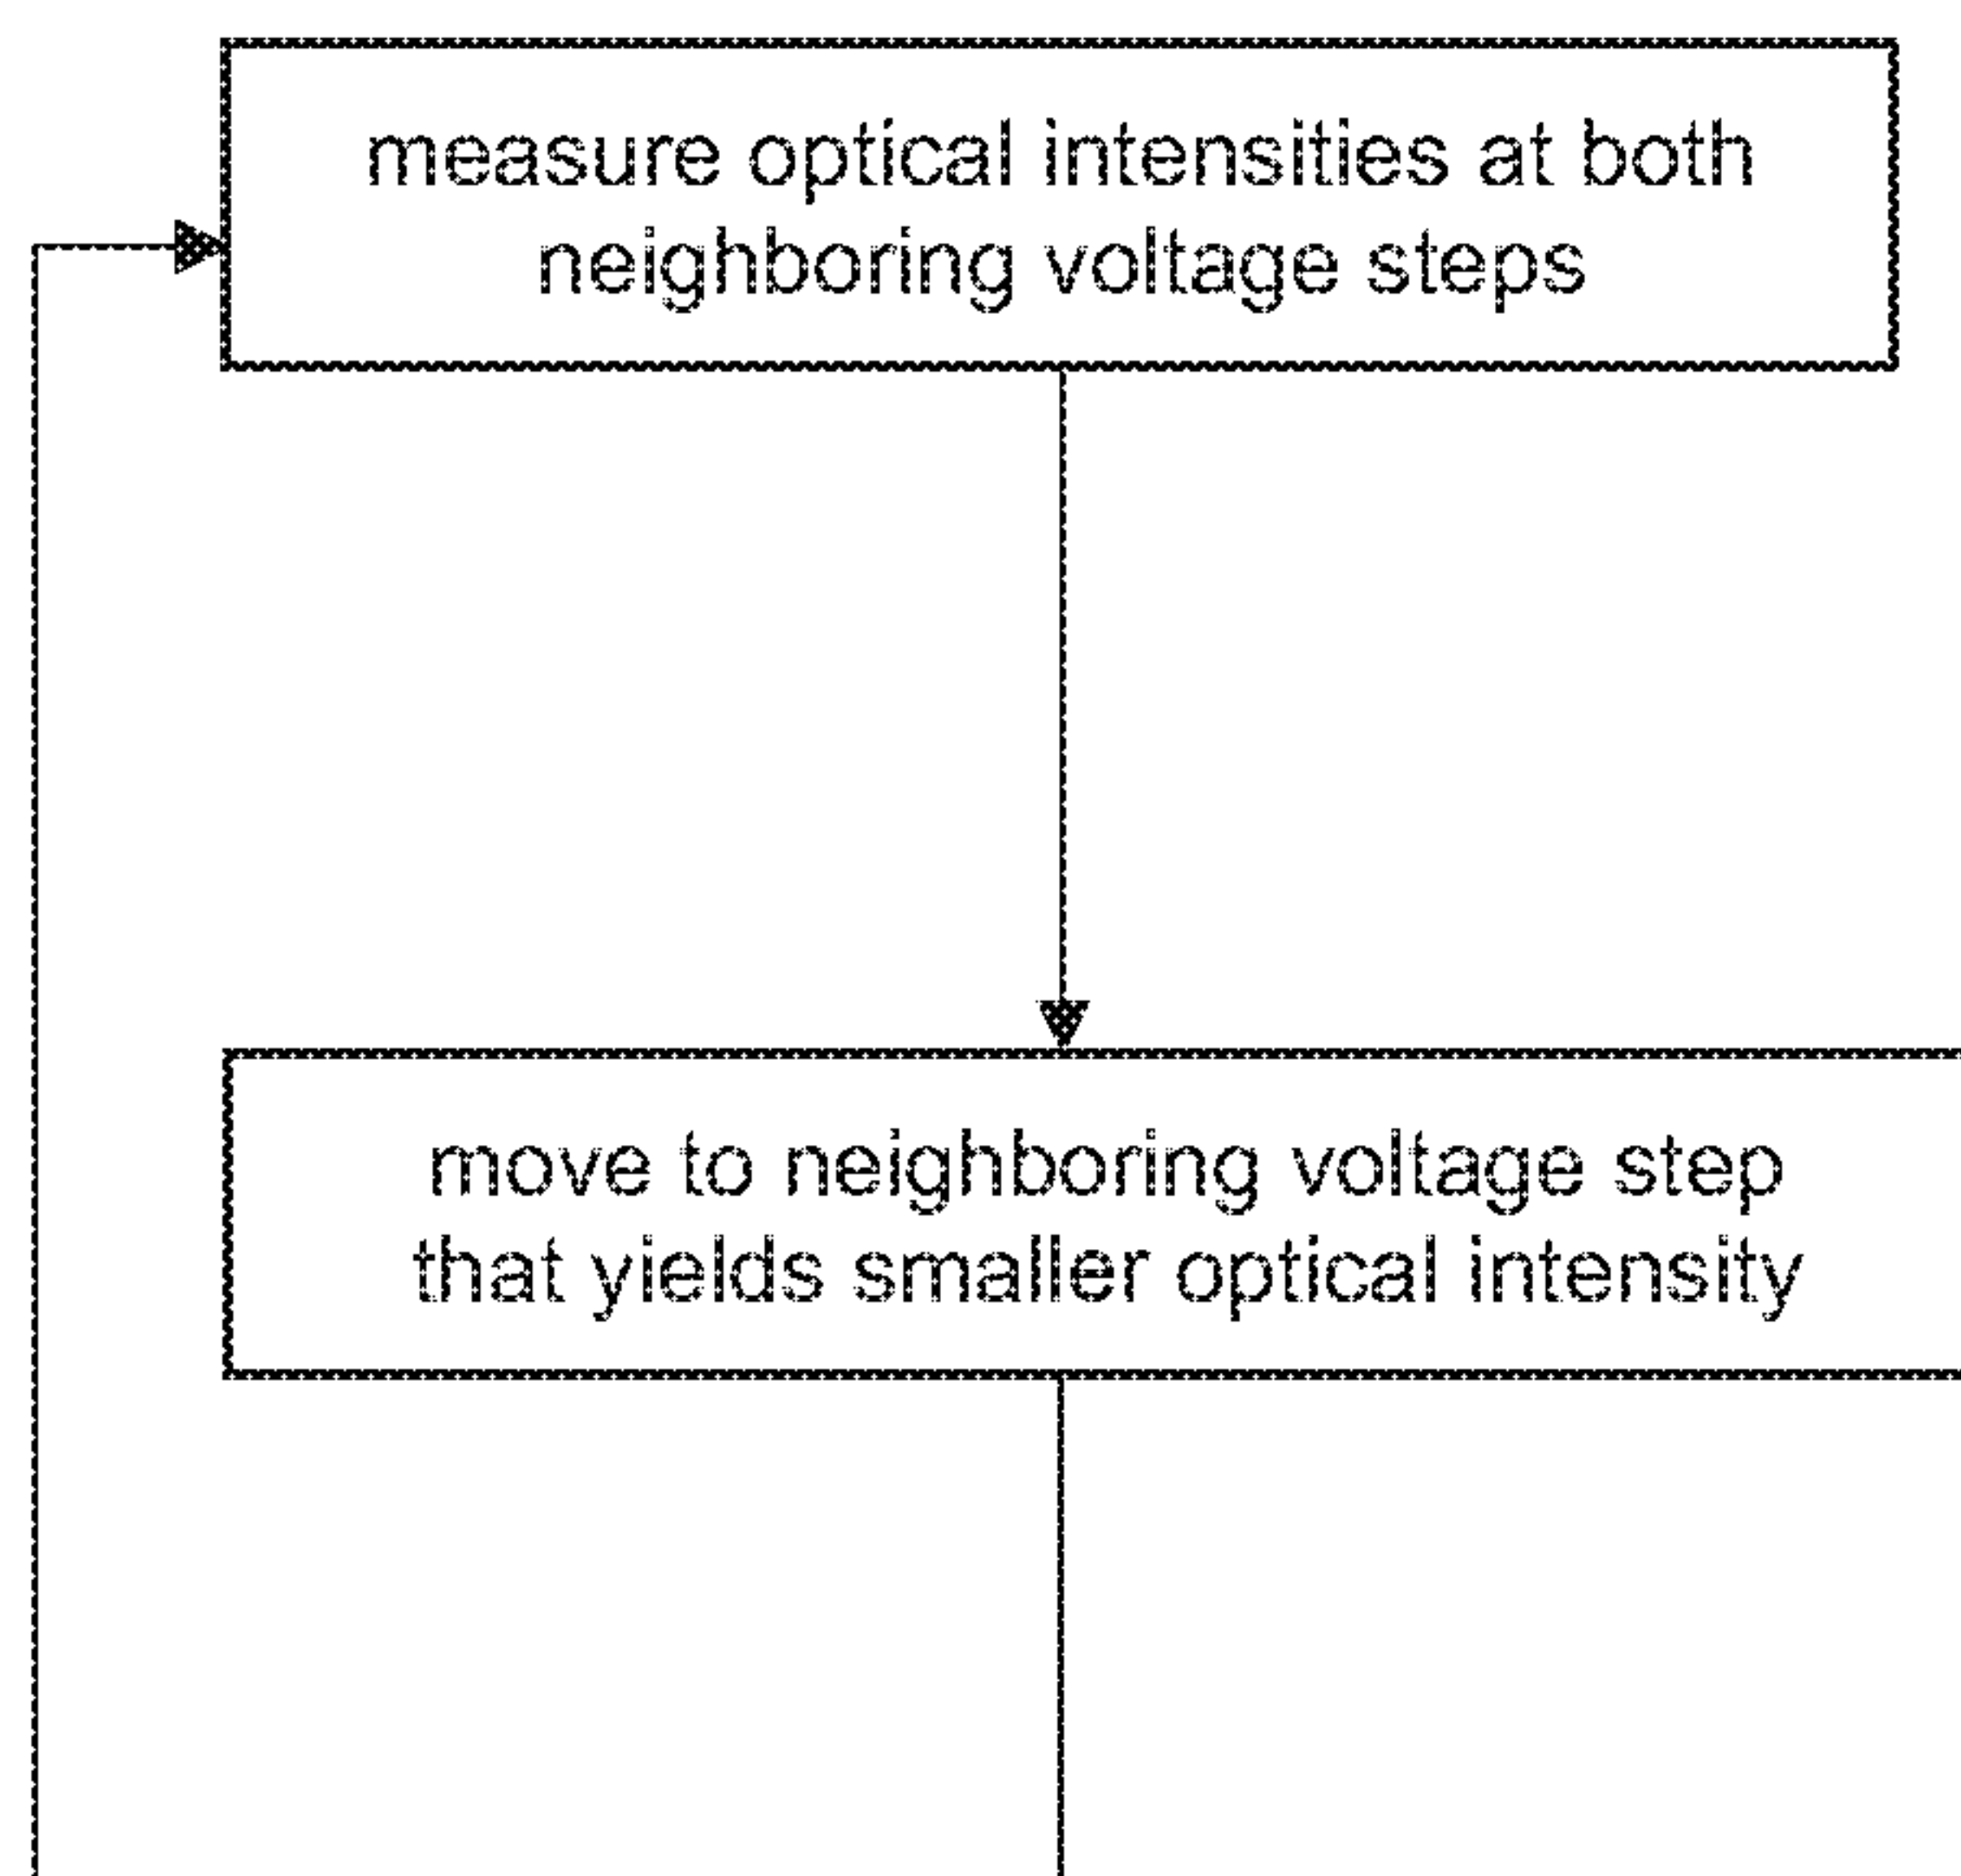 measure optical intensities at both
neighboring voltage steps
move to neighboring voltage step
that yields smaller optical intensity